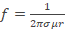 f = 1/(2πσμr)